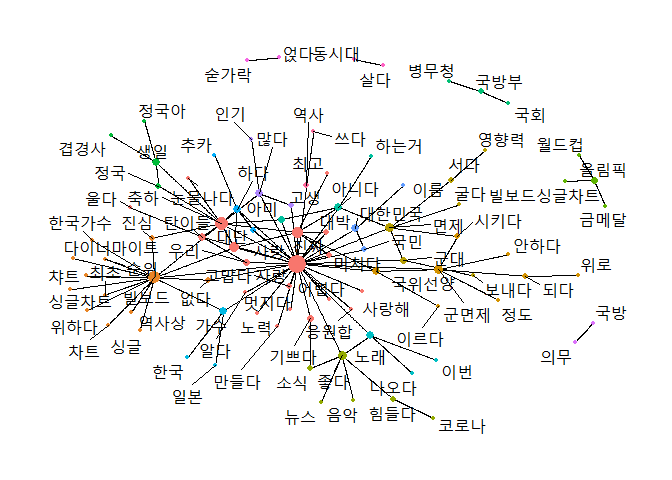 얹다
동시대
숟가락
살다
병무청
국방부
국회
정국아
인기
역사
겹경사
생일
추카
많다
쓰다
하는거
영향력
월드컵
정국
최고
서다
올림픽
하다
축하
눈물나다
아니다
이룸
굴다
빌보드싱글차트
울다
아미
고생
금메달
한국가수
진심
탄이들
대박
대한민국
면제
시키다
대단
국민
다이너마이트
우리
진짜
안하다
사랑
미치다
군대
위로
차트
최초
고맙다
사람
국위선양
보내다
되다
싱글차트
빌보드
없다
멋지다
어렵다
사랑해
군면제
정도
위하다
역사상
가수
노력
응원합
이르다
국방
차트
싱글
알다
기쁘다
노래
의무
한국
만들다
소식
좋다
나오다
이번
일본
뉴스
음악
힘들다
코로나